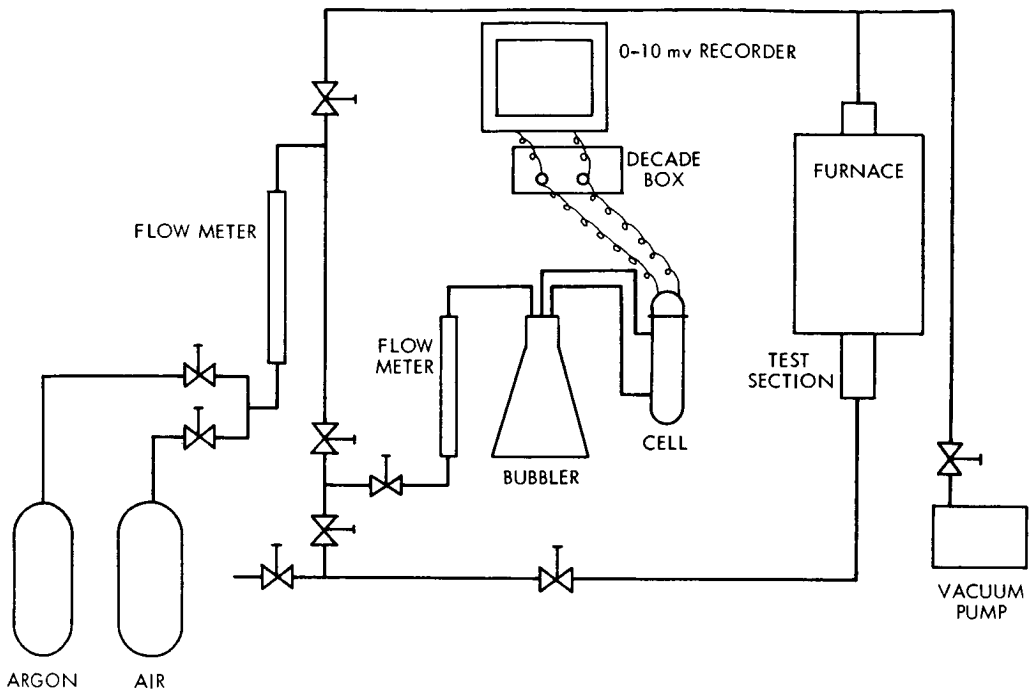 0-10 mv RECORDER
DECADE
BOX
FURNACE
FLOW METER
FLOW
METER
TEST
SECTION
CELL
BUBBLER
VACUUM
PUMP
ARGON
AIR